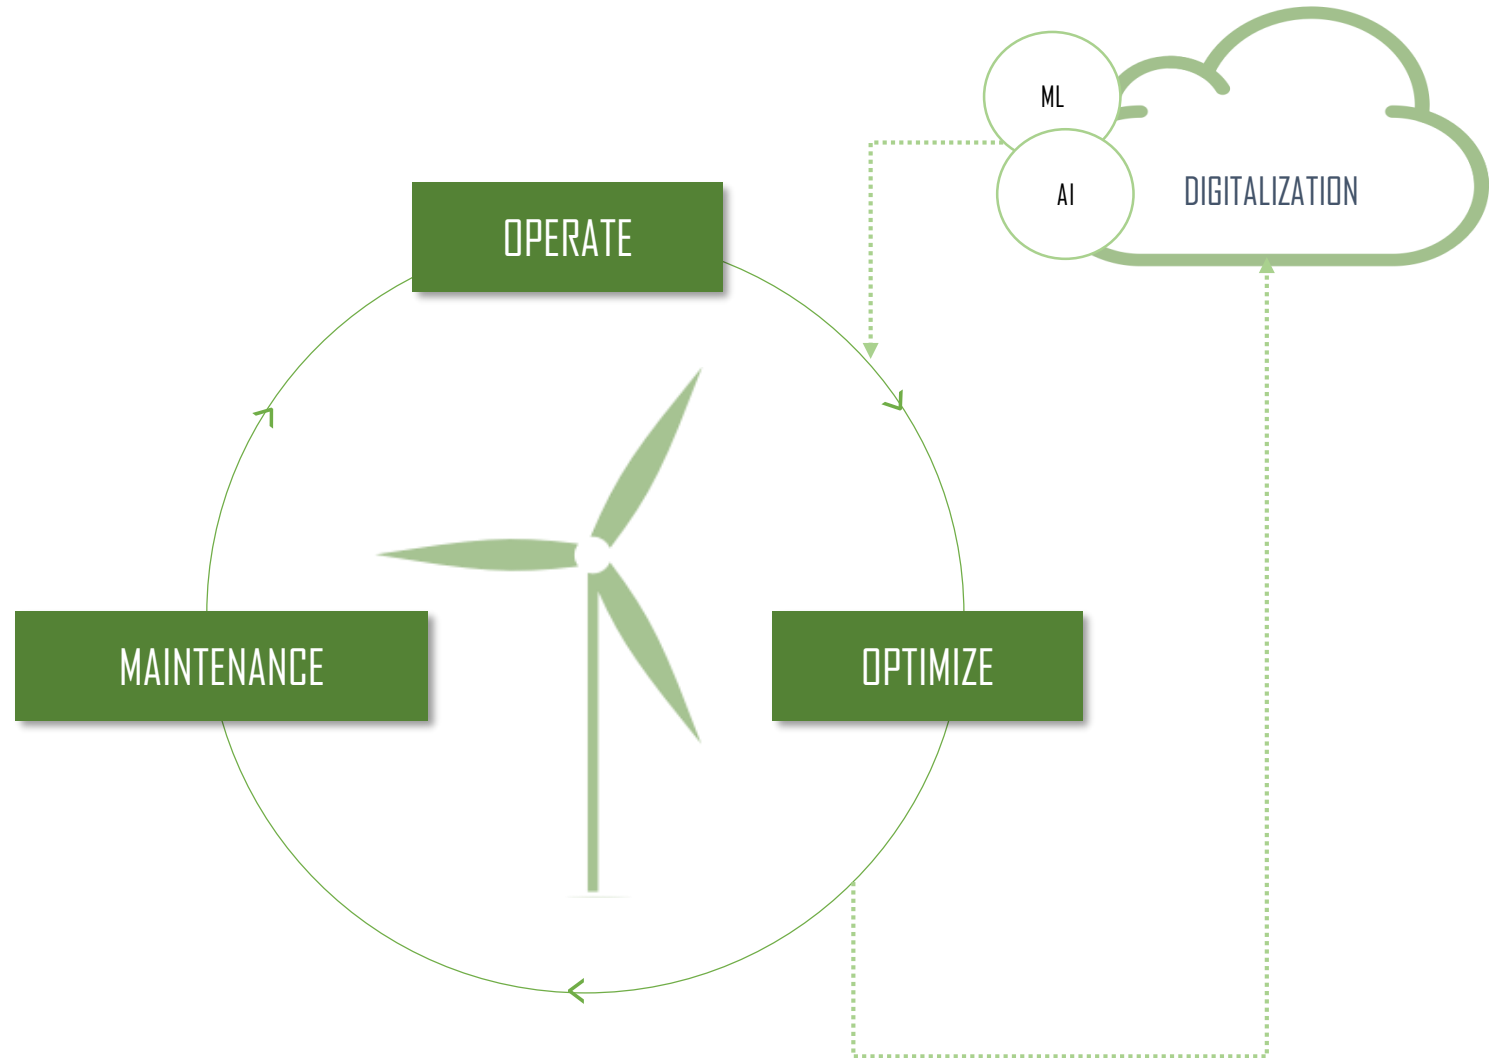 ML
AI
DIGITALIZATION
OPERATE
MAINTENANCE
OPTIMIZE